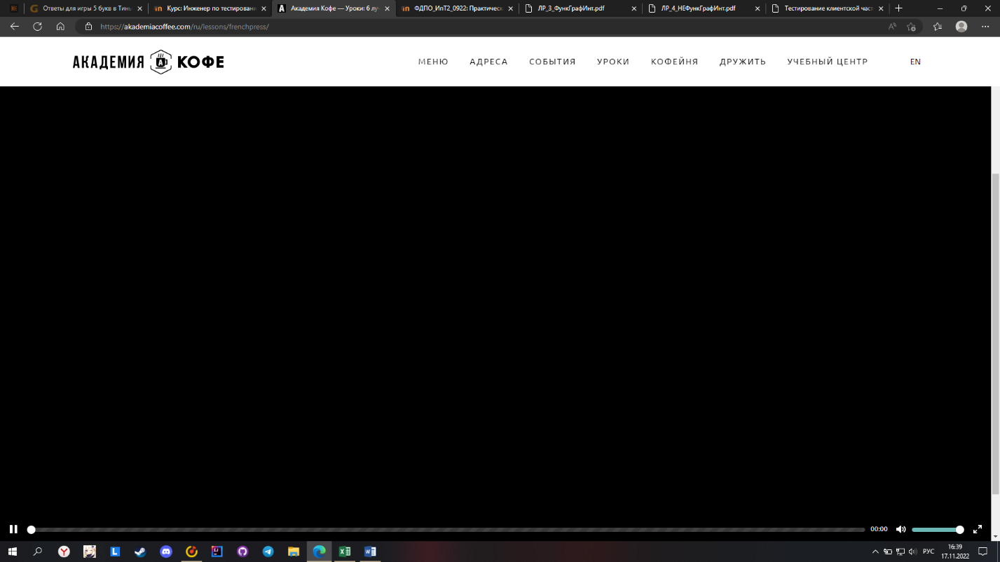 Ответы для игры 5 букв в Тинь
Курс: Инженер по тестировани
Академия Кофе — Уроки: 6 лу
ФДПО_ИпТ2_0922: Практическ
ЛР_3_ФункГрафИнт.pdf
ЛР_4_НЕФункГрафИнт.pdf
Тестирование клиентской част
https://akademiacoffee.com/ru/lessons/frenchpress/
АКАДЕМИЯ КОФЕ
МЕНЮ АДРЕСА СОБЫТИЯ УРОКИ КОФЕЙНЯ ДРУЖИТЬ УЧЕБНЫЙ ЦЕНТР EN
00:00
РУС
16:39
17.11.2022